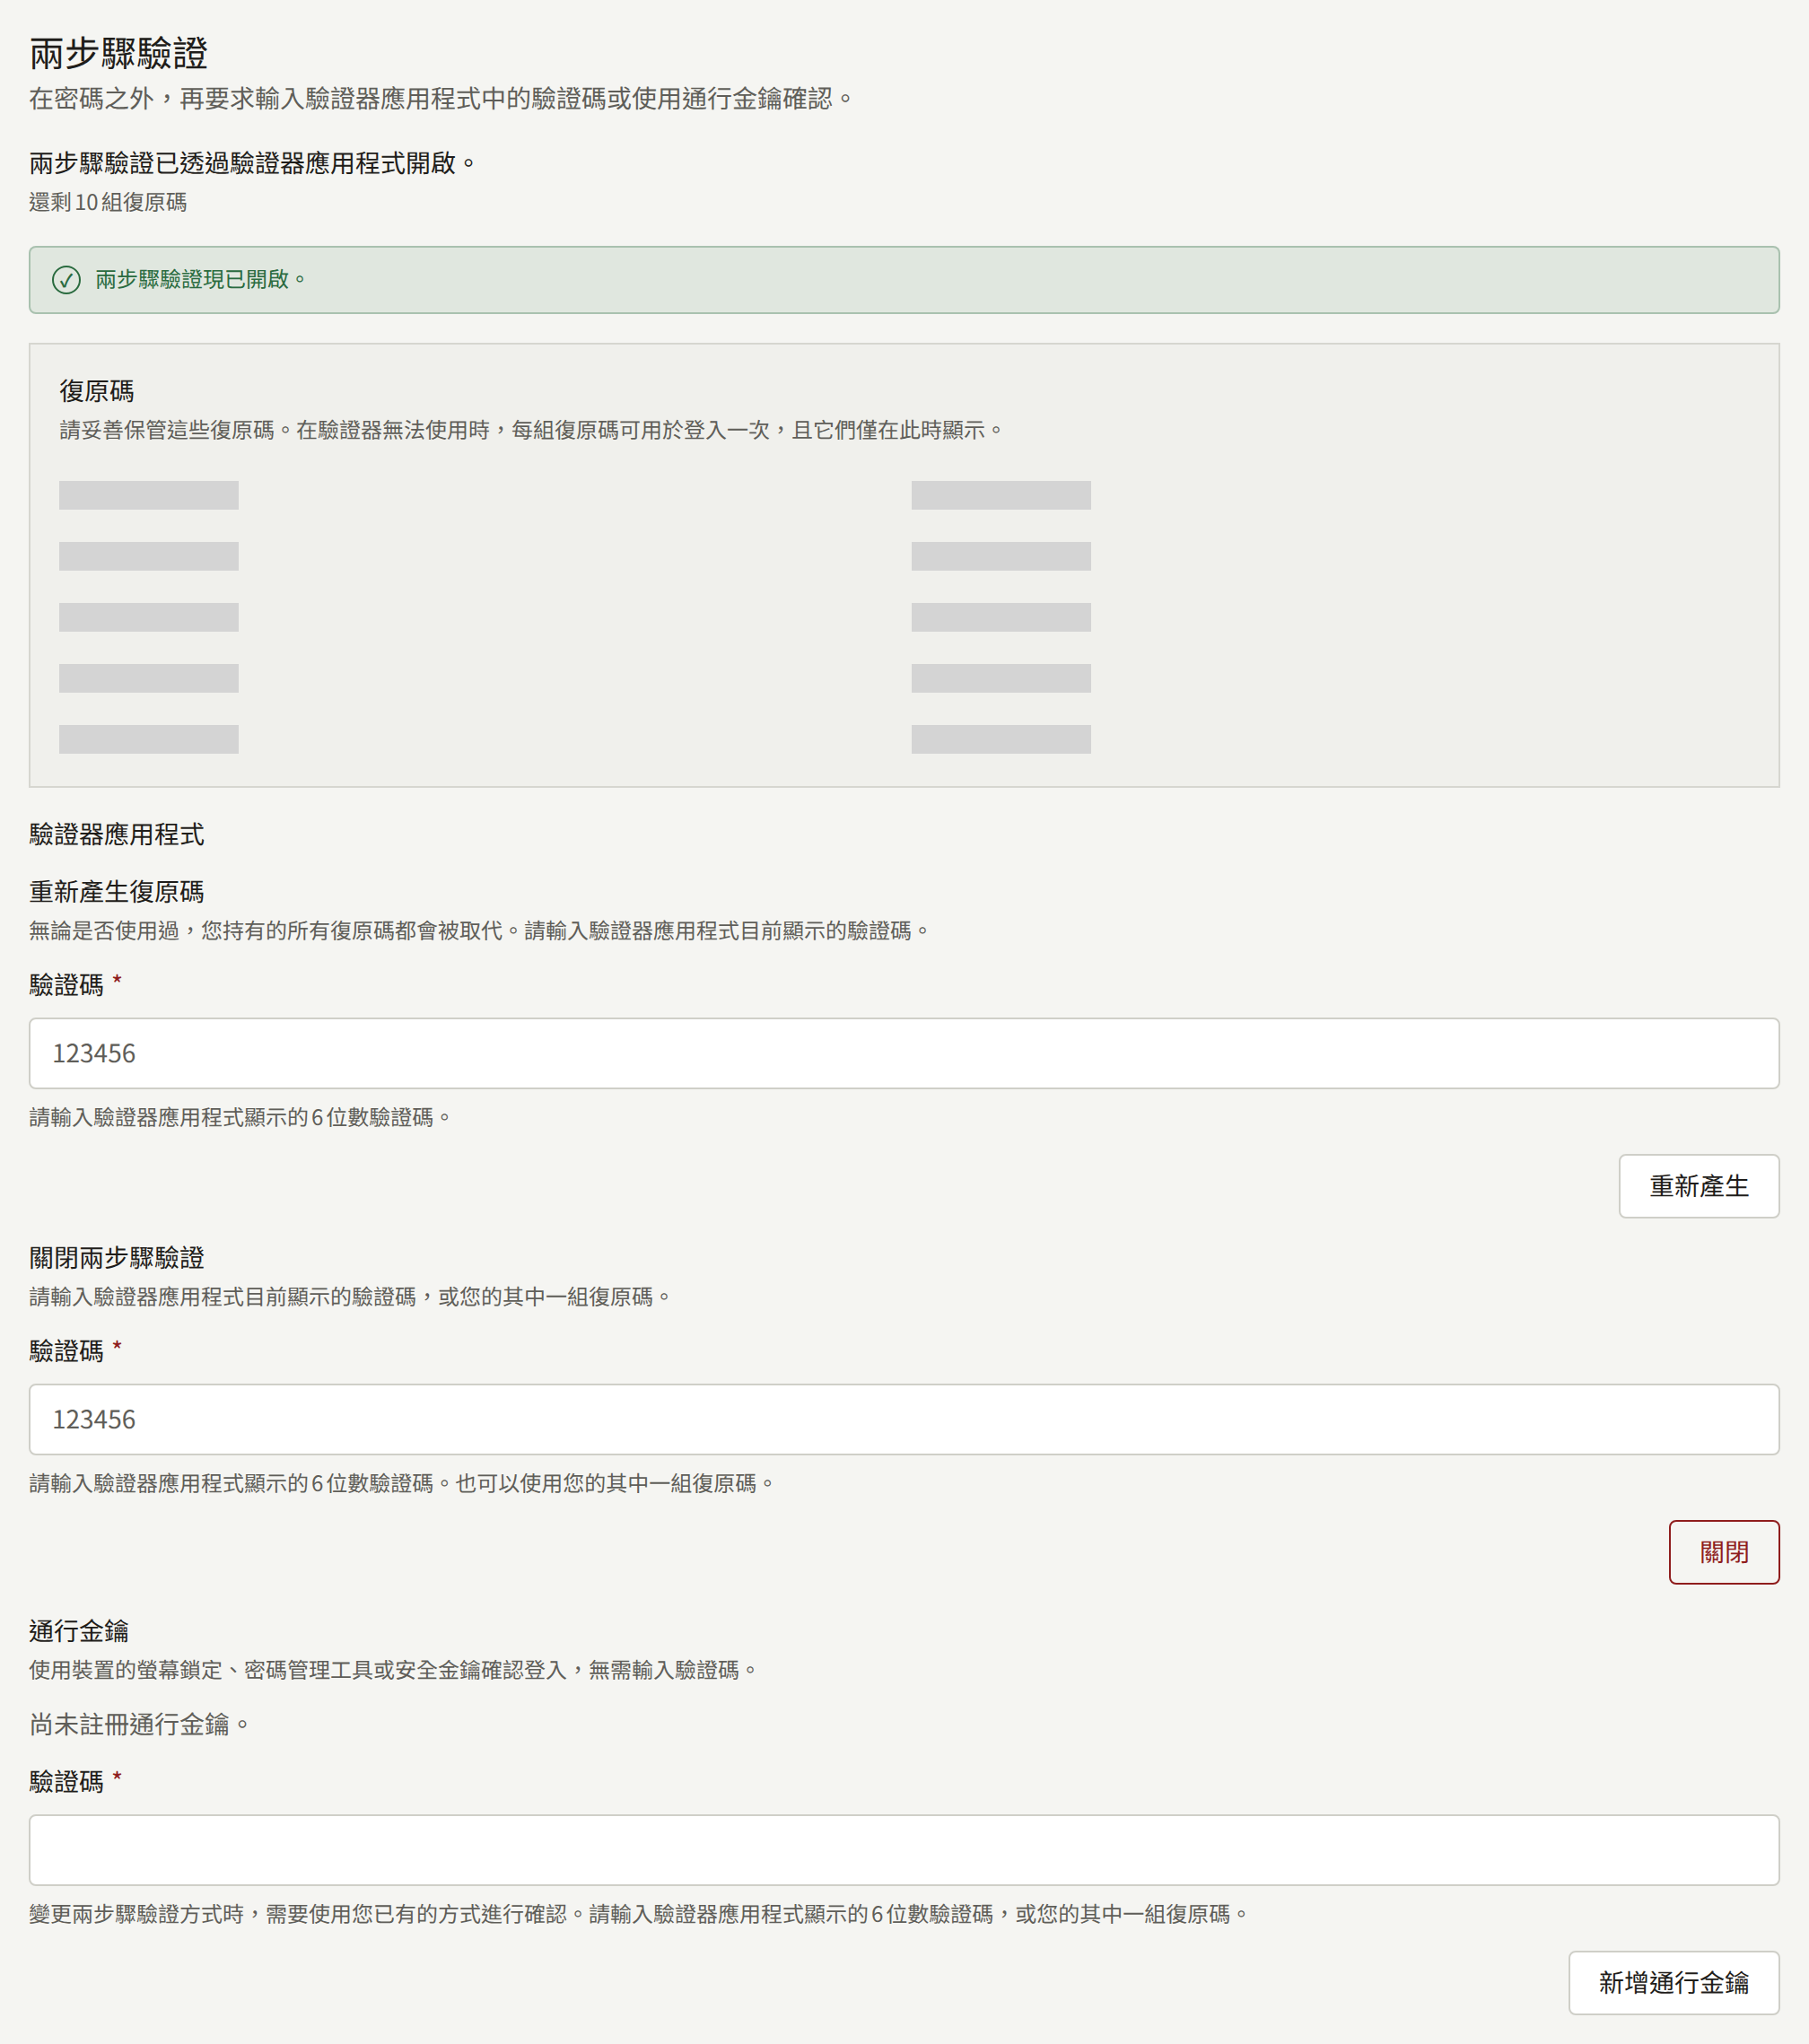 兩步驟驗證
在密碼之外，再要求輸入驗證器應用程式中的驗證碼或使用通行金鑰確認。
兩步驟驗證已透過驗證器應用程式開啟。
還剩 10 組復原碼
兩步驟驗證現已開啟。
復原碼
請妥善保管這些復原碼。在驗證器無法使用時，每組復原碼可用於登入一次，且它們僅在此時顯示。
驗證器應用程式
重新產生復原碼
無論是否使用過，您持有的所有復原碼都會被取代。請輸入驗證器應用程式目前顯示的驗證碼。
驗證碼 *
123456
請輸入驗證器應用程式顯示的 6 位數驗證碼。
重新產生
關閉兩步驟驗證
請輸入驗證器應用程式目前顯示的驗證碼，或您的其中一組復原碼。
驗證碼 *
123456
請輸入驗證器應用程式顯示的 6 位數驗證碼。也可以使用您的其中一組復原碼。
關閉
通行金鑰
使用裝置的螢幕鎖定、密碼管理工具或安全金鑰確認登入，無需輸入驗證碼。
尚未註冊通行金鑰。
驗證碼 *
變更兩步驟驗證方式時，需要使用您已有的方式進行確認。請輸入驗證器應用程式顯示的 6 位數驗證碼，或您的其中一組復原碼。
新增通行金鑰